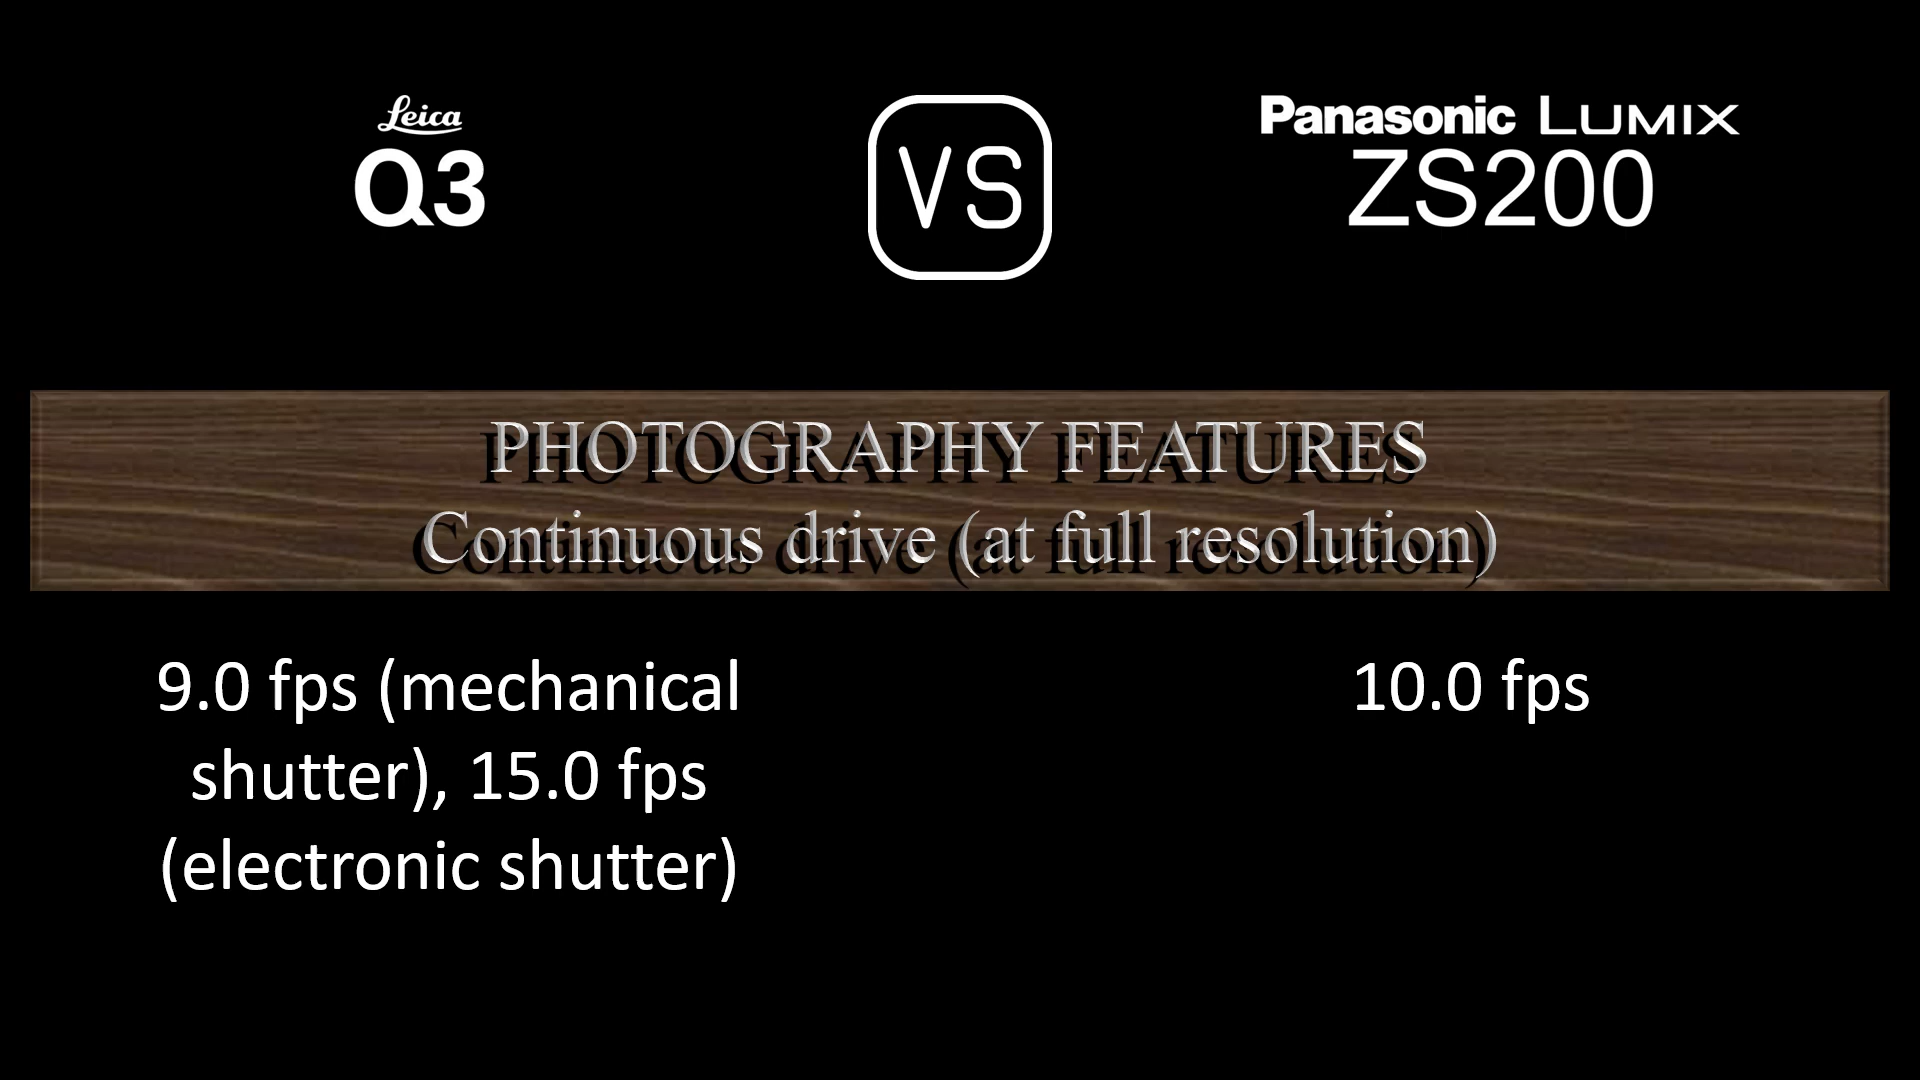 Leica
Q3
VS
Panasonic LUMIX
ZS200
PHOTOGRAPHY FEATURES
Continuous drive (at full resolution)
9.0 fps (mechanical
shutter), 15.0 fps
(electronic shutter)
10.0 fps